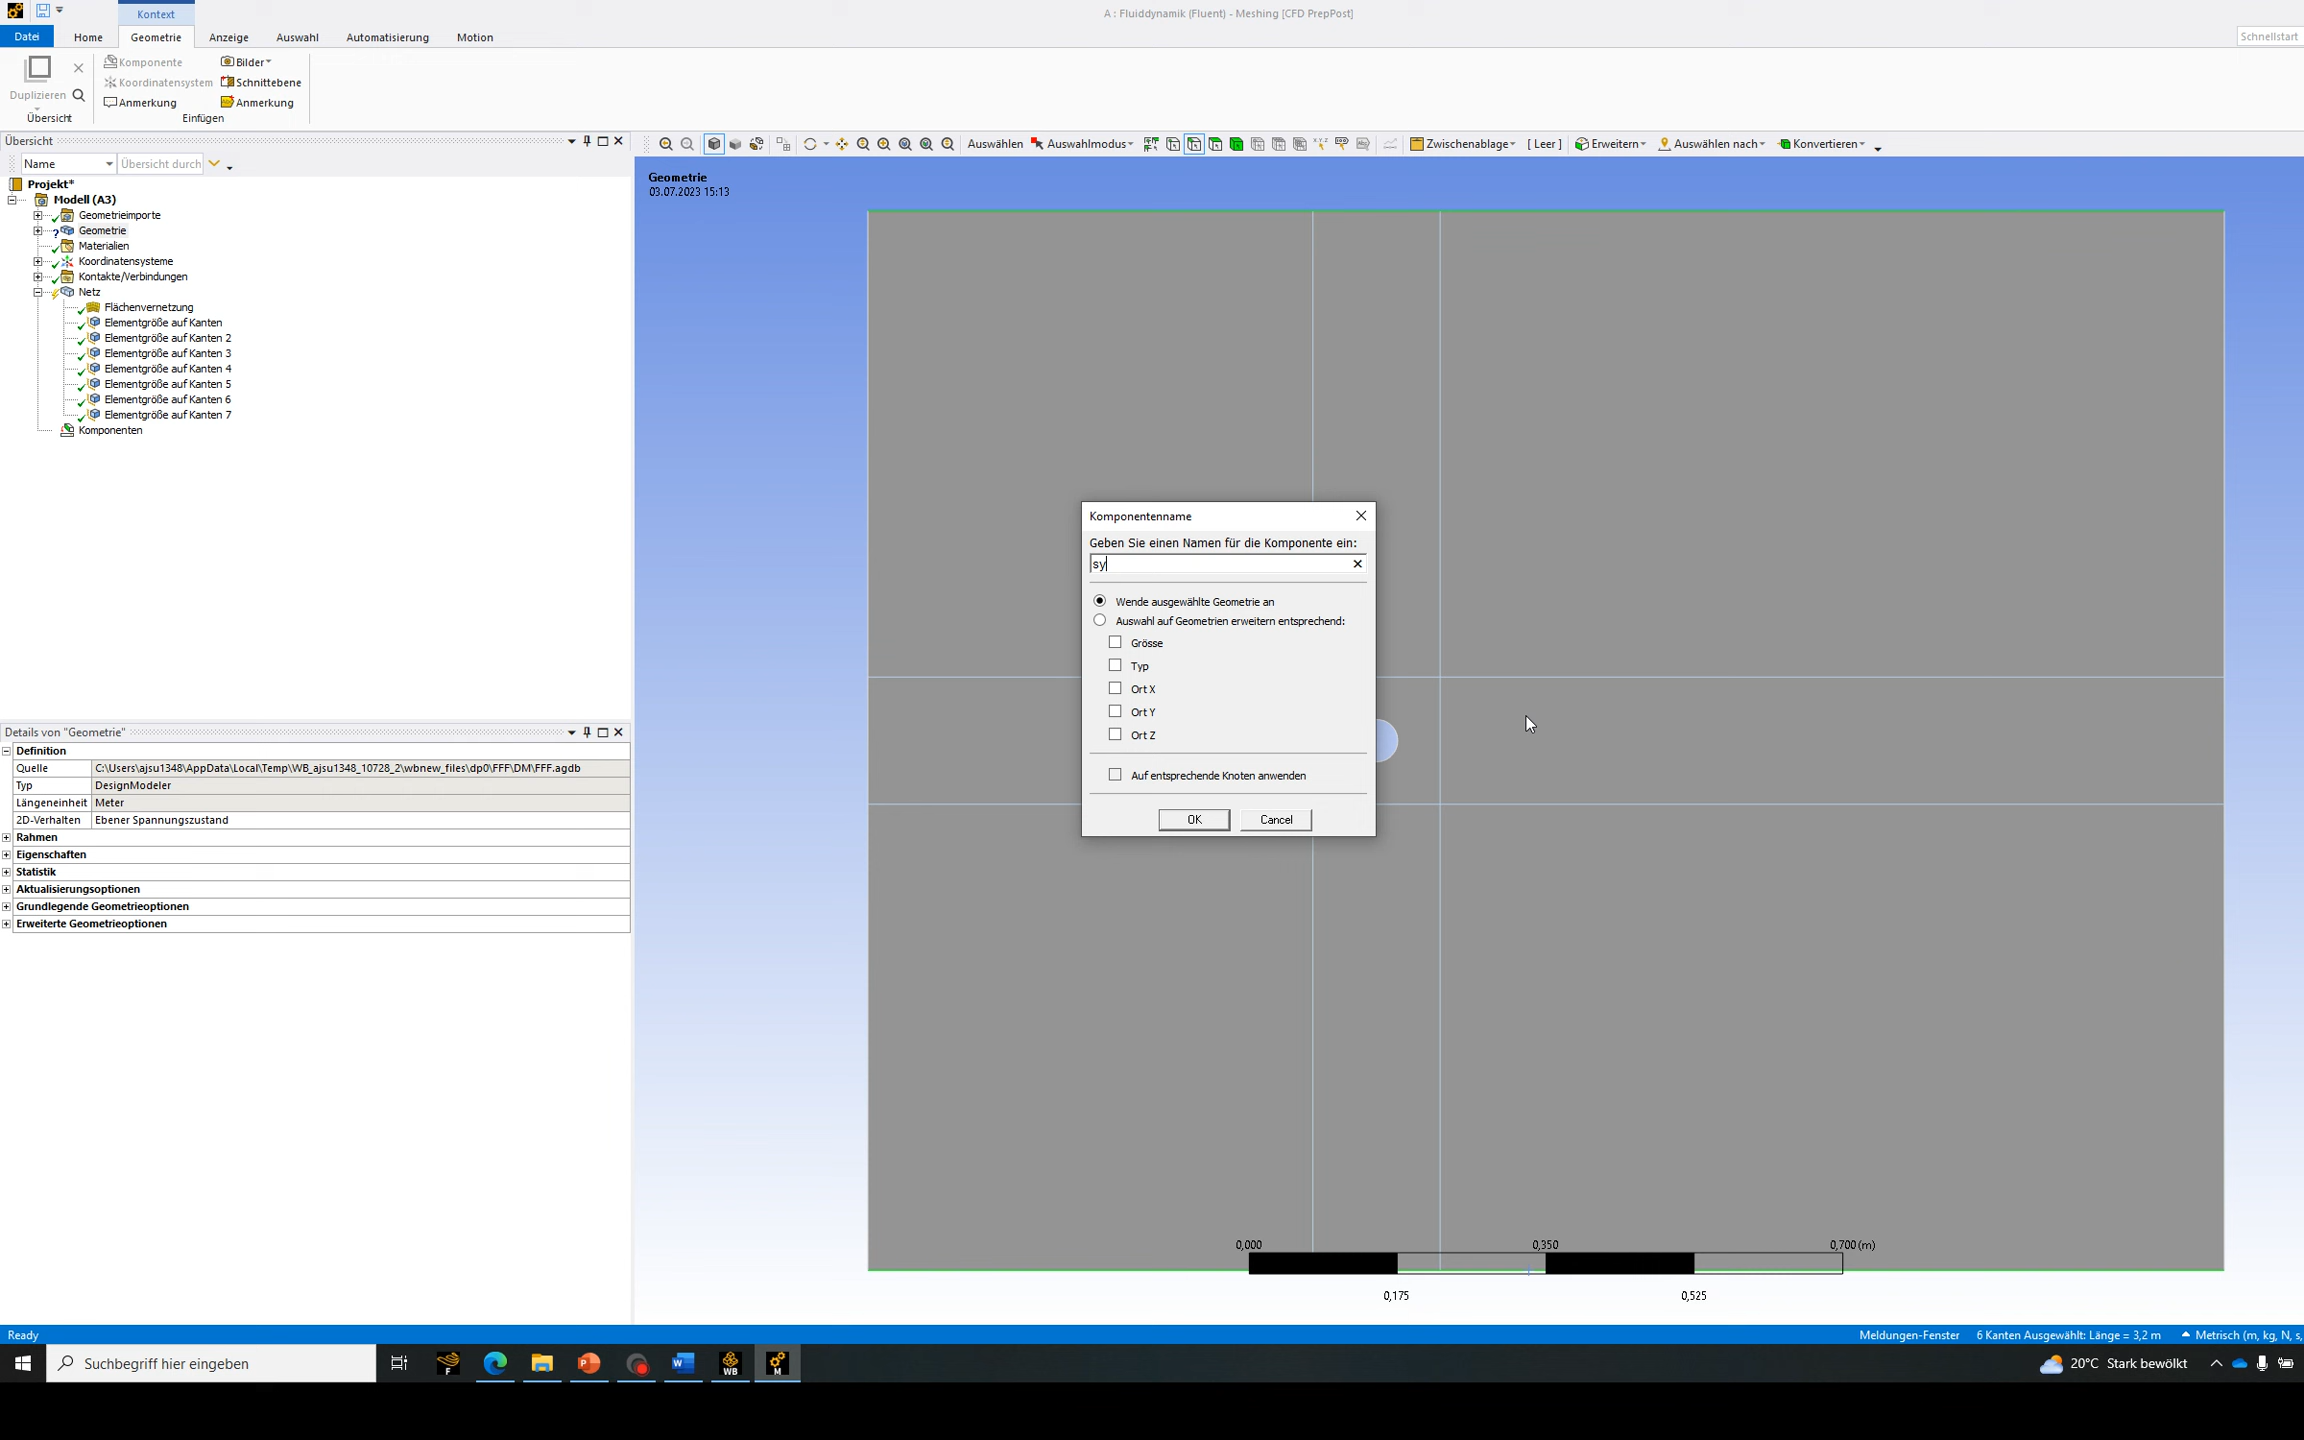 Kontext
A : Fluiddynamik (Fluent) - Meshing [CFD PrepPost]
Datei Home Geometrie Anzeige Auswahl Automatisierung Motion
Schnellstart
Komponente
Bilder
Koordinatensystem
Schnittebene
Duplizieren
Anmerkung
Anmerkung
Übersicht
Einfügen
Übersicht
Auswählen Auswahlmodus Zwischenablage [ Leer ] Erweitern Auswählen nach Konvertieren
Name Übersicht durch
Projekt*
Modell (A3)
Geometrieimporte
Geometrie
Materialien
Koordinatensysteme
Kontakte/Verbindungen
Netz
Flächenvernetzung
Elementgröße auf Kanten
Elementgröße auf Kanten 2
Elementgröße auf Kanten 3
Elementgröße auf Kanten 4
Elementgröße auf Kanten 5
Elementgröße auf Kanten 6
Elementgröße auf Kanten 7
Komponenten
Geometrie
03.07.2023 15:13
Komponentenname
Geben Sie einen Namen für die Komponente ein:
sy
Wende ausgewählte Geometrie an
Auswahl auf Geometrien erweitern entsprechend:
Grösse
Typ
Ort X
Ort Y
Ort Z
Auf entsprechende Knoten anwenden
OK Cancel
Details von "Geometrie"
Definition
Quelle C:\Users\ajsu1348\AppData\Local\Temp\WB_ajsu1348_10728_2\wbnew_files\dp0\FFF\DM\FFF.agdb
Typ DesignModeler
Längeneinheit Meter
2D-Verhalten Ebener Spannungszustand
Rahmen
Eigenschaften
Statistik
Aktualisierungsoptionen
Grundlegende Geometrieoptionen
Erweiterte Geometrieoptionen
0,000 0,350 0,700 (m)
0,175 0,525
Ready
Meldungen-Fenster 6 Kanten Ausgewählt: Länge = 3,2 m Metrisch (m, kg, N, s,
Suchbegriff hier eingeben
F
P
W
WB
M
20°C Stark bewölkt